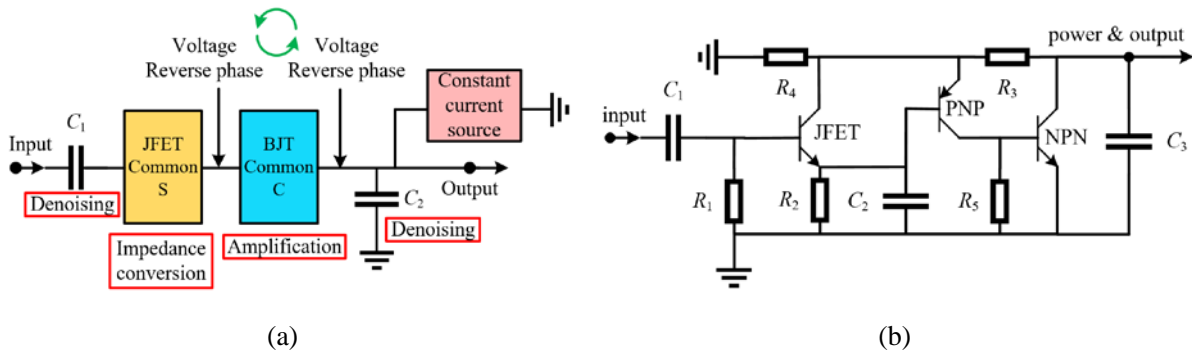 Voltage
Reverse phase
Voltage
Reverse phase
Constant
current
source
Input
C1
JFET
Common
S
BJT
Common
C
Output
C2
Denoising
Denoising
Impedance
conversion
Amplification
(a)
power & output
R4
R3
C1
PNP
input
JFET
NPN
C3
R1
R2
C2
R5
(b)